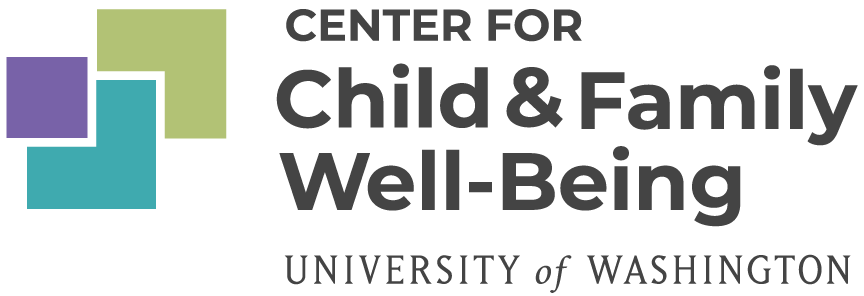 CENTER FOR
Child & Family
Well-Being
UNIVERSITY of WASHINGTON